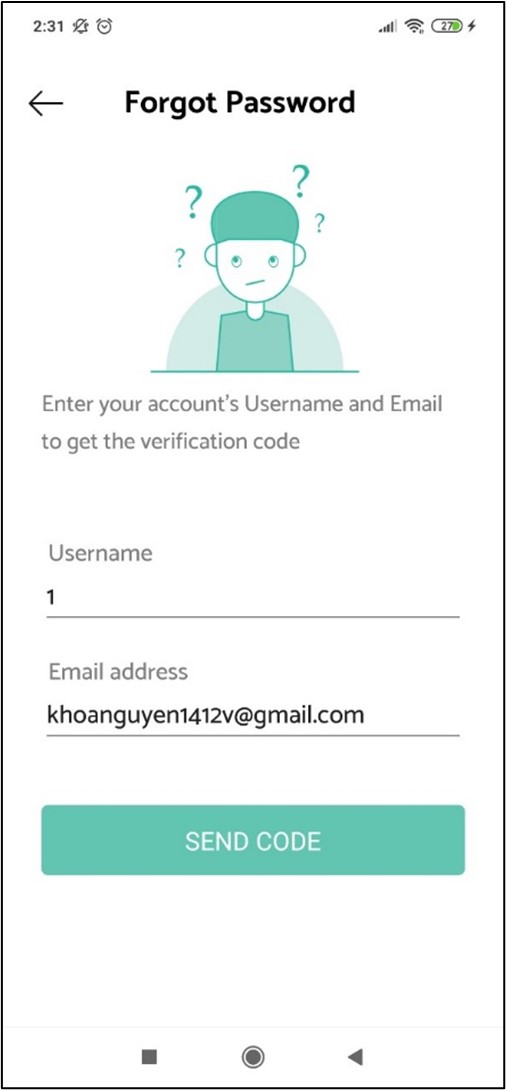 2:31
27
Forgot Password
? ? ? ?
Enter your account's Username and Email
to get the verification code
Username
1
Email address
khoanguyen1412v@gmail.com
SEND CODE